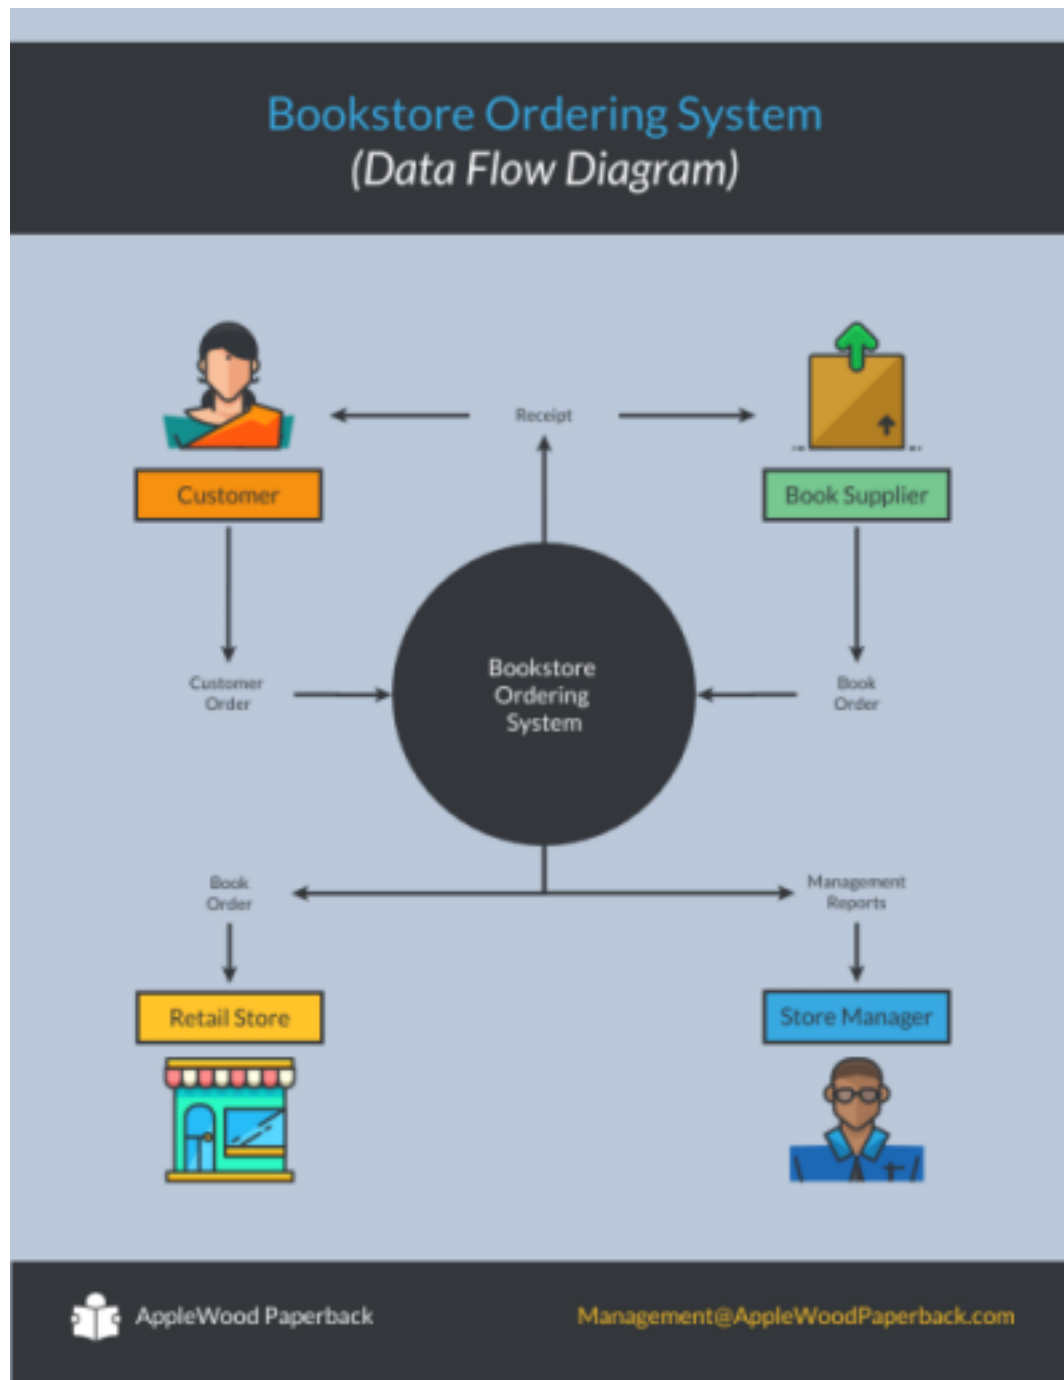 Bookstore Ordering System
(Data Flow Diagram)
Receipt
Customer
Book Supplier
Customer
Order
Bookstore
Ordering
System
Book
Order
Book
Order
Management
Reports
Retail Store
Store Manager
AppleWood Paperback
Management@AppleWoodPaperback.com